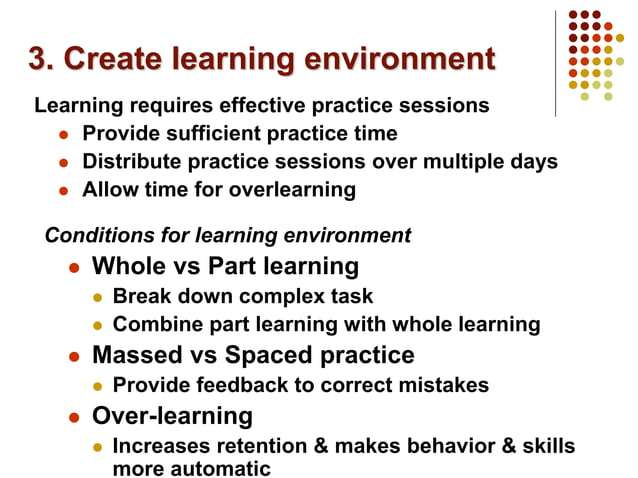 3. Create learning environment
Learning requires effective practice sessions
Provide sufficient practice time
Distribute practice sessions over multiple days
Allow time for overlearning
Conditions for learning environment
Whole vs Part learning
Break down complex task
Combine part learning with whole learning
Massed vs Spaced practice
Provide feedback to correct mistakes
Over-learning
Increases retention & makes behavior & skills
more automatic